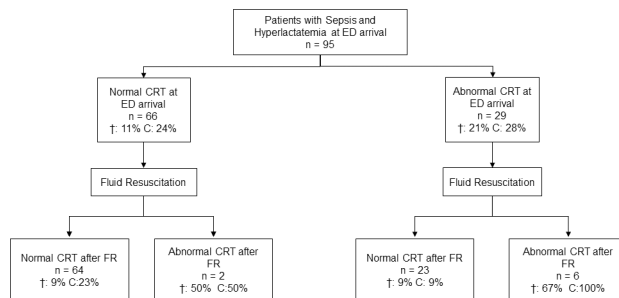 Patients with Sepsis and
Hyperlactatemia at ED arrival
n = 95
Normal CRT at
ED arrival
n = 66
†: 11% C: 24%
Abnormal CRT at
ED arrival
n = 29
†: 21% C: 28%
Fluid Resuscitation
Fluid Resuscitation
Normal CRT after FR
n = 64
†: 9% C:23%
Abnormal CRT after
FR
n = 2
†: 50% C:50%
Normal CRT after FR
n = 23
†: 9% C: 9%
Abnormal CRT after
FR
n = 6
†: 67% C:100%